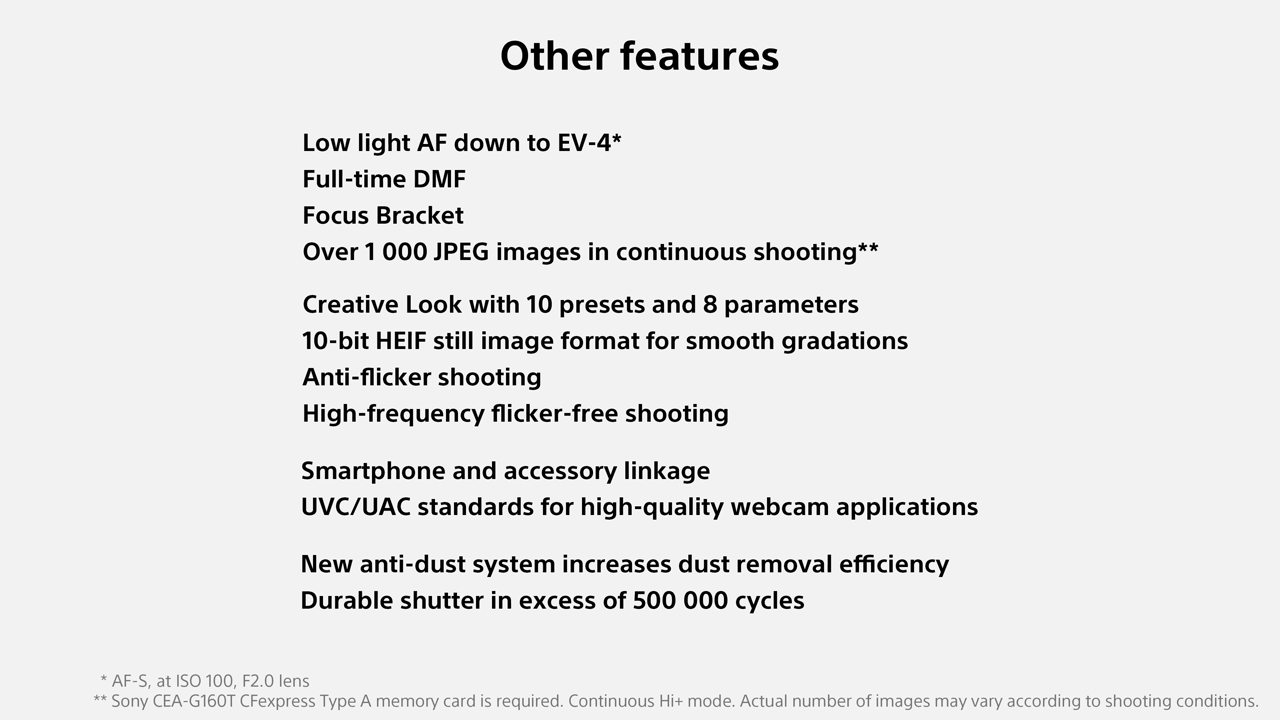 Other features
Low light AF down to EV-4*
Full-time DMF
Focus Bracket
Over 1 000 JPEG images in continuous shooting**
Creative Look with 10 presets and 8 parameters
10-bit HEIF still image format for smooth gradations
Anti-flicker shooting
High-frequency flicker-free shooting
Smartphone and accessory linkage
UVC/UAC standards for high-quality webcam applications
New anti-dust system increases dust removal efficiency
Durable shutter in excess of 500 000 cycles
* AF-S, at ISO 100, F2.0 lens
** Sony CEA-G160T CFexpress Type A memory card is required. Continuous Hi+ mode. Actual number of images may vary according to shooting conditions.